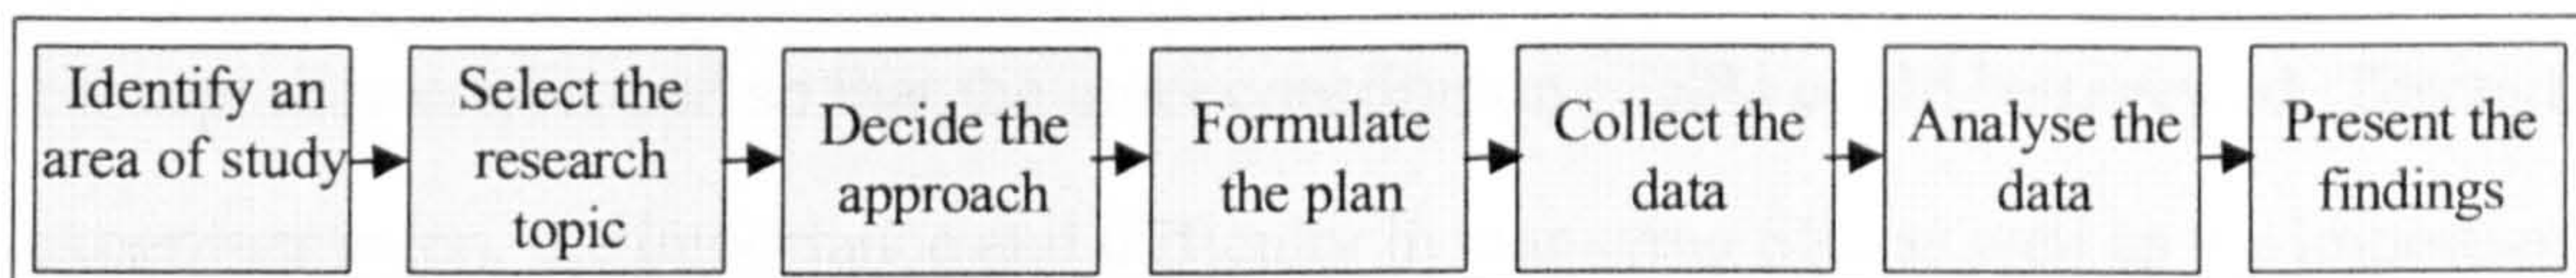 Identify an
area of study
Select the
research
topic
Decide the
approach
Formulate
the plan
Collect the
data
Analyse the
data
Present the
findings